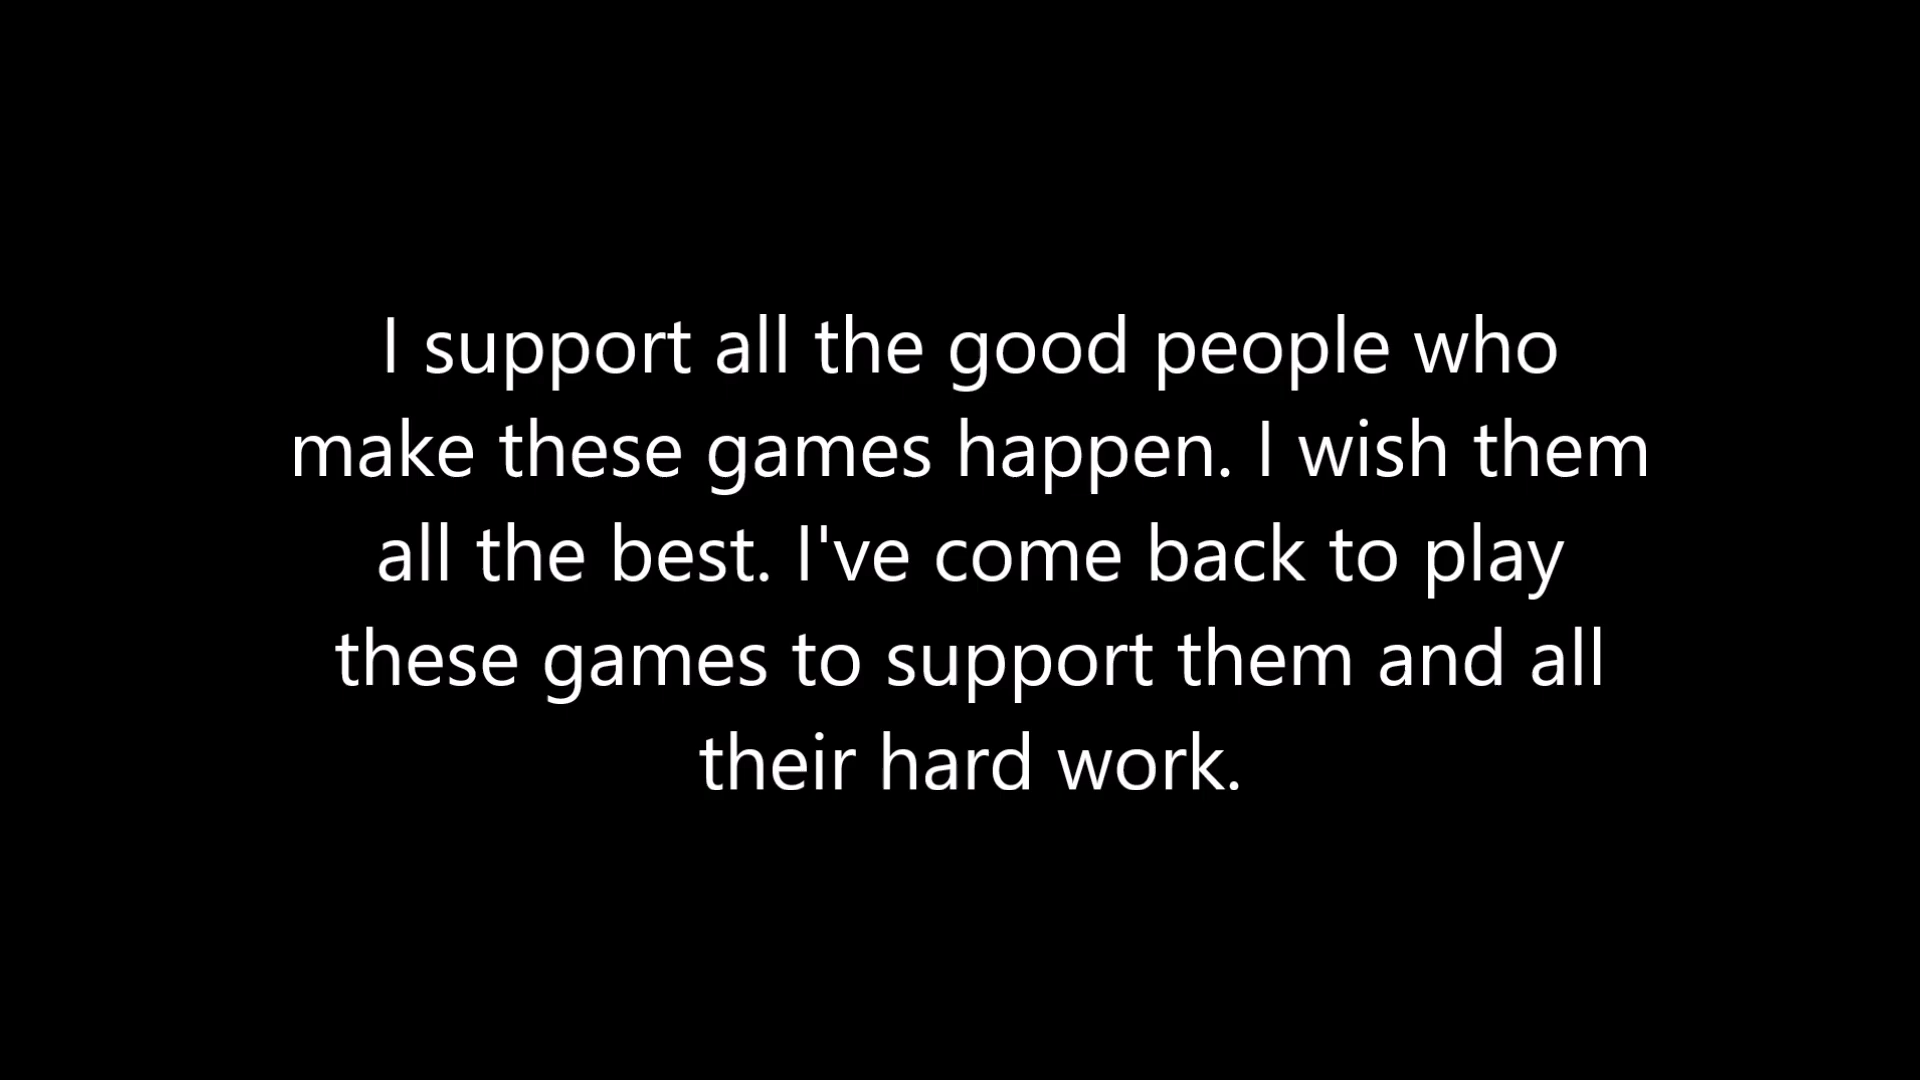 I support all the good people who
make these games happen. I wish them
all the best. I've come back to play
these games to support them and all
their hard work.